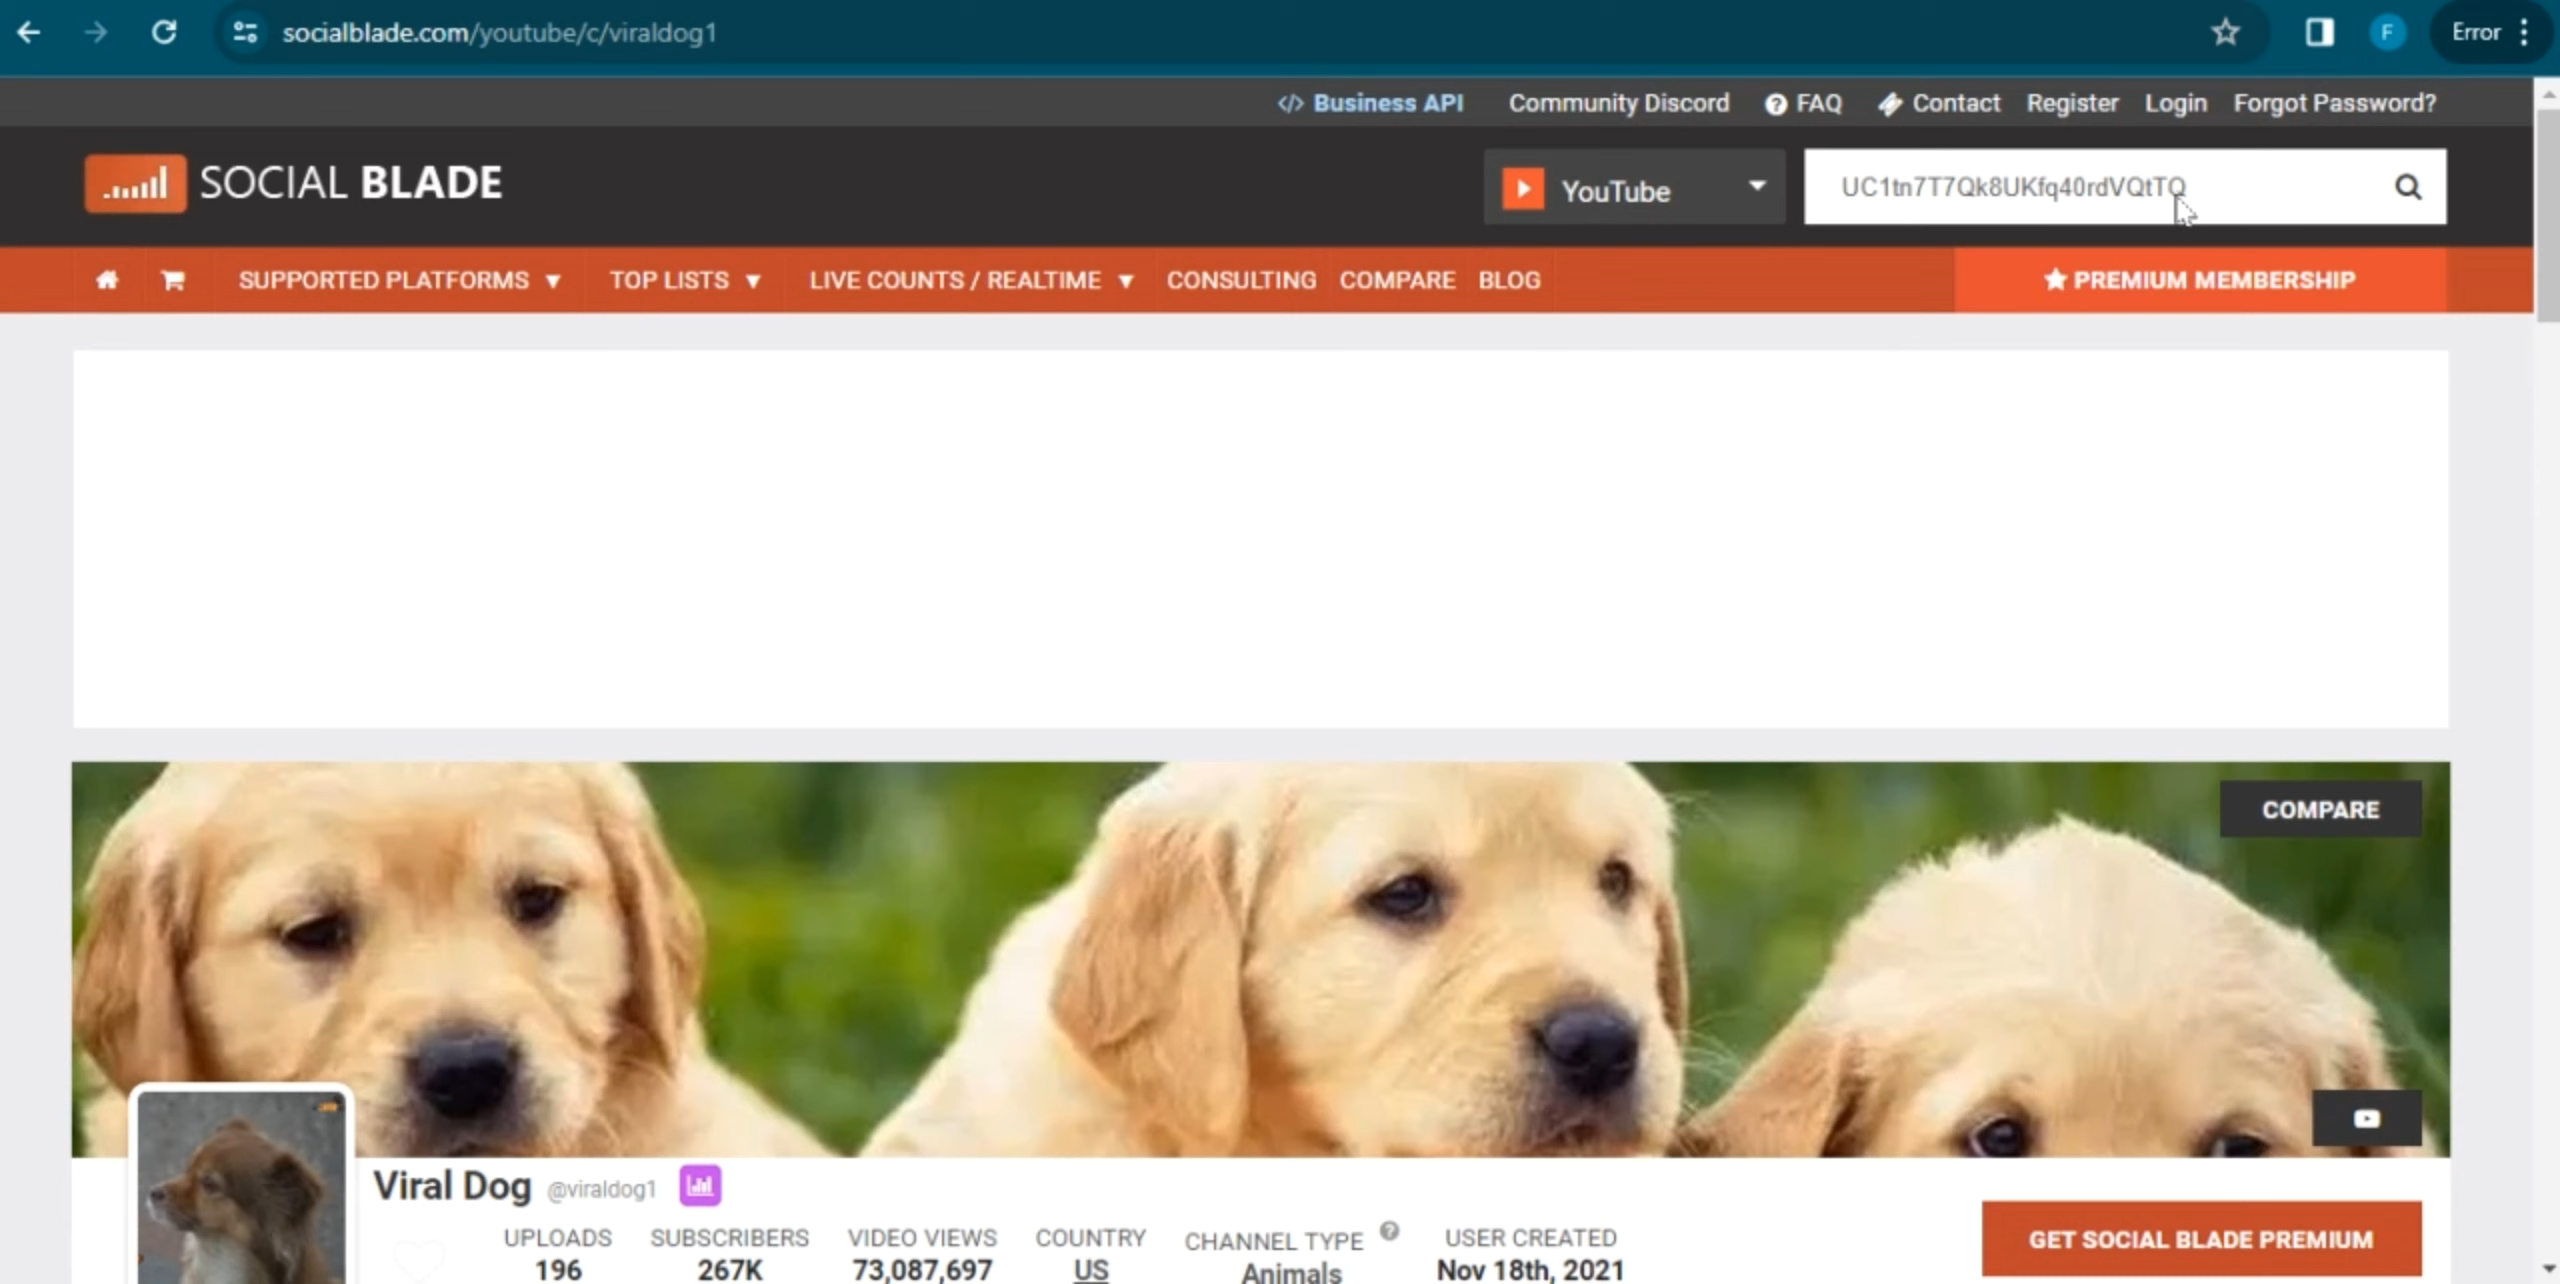 socialblade.com/youtube/c/viraldog1
F
Error
</> Business API Community Discord FAQ Contact Register Login Forgot Password?
SOCIAL BLADE
YouTube
UC1tn7T7Qk8UKfq40rdVQtTQ
SUPPORTED PLATFORMS TOP LISTS LIVE COUNTS / REALTIME CONSULTING COMPARE BLOG
PREMIUM MEMBERSHIP
COMPARE
Viral Dog @viraldog1
UPLOADS SUBSCRIBERS VIDEO VIEWS COUNTRY CHANNEL TYPE USER CREATED
196 267K 73,087,697 US Animals Nov 18th, 2021
GET SOCIAL BLADE PREMIUM